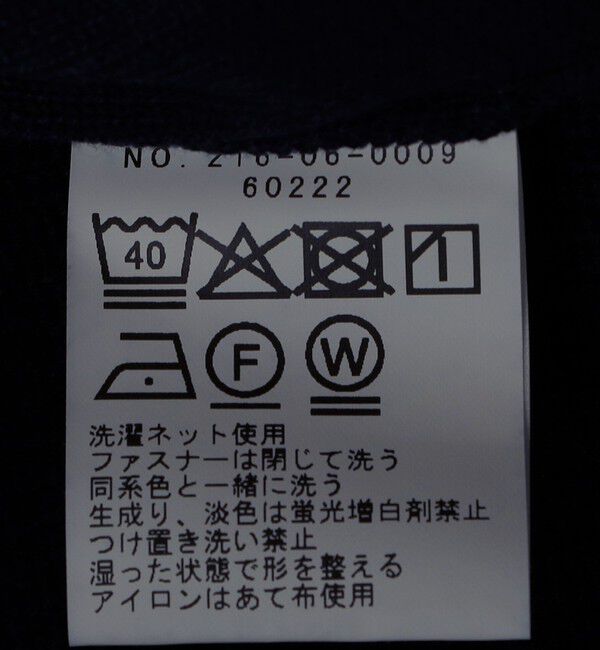 NO. 216-06-0009
60222
40
F W
洗濯ネット使用
ファスナーは閉じて洗う
同系色と一緒に洗う
生成り、淡色は蛍光増白剤禁止
つけ置き洗い禁止
湿った状態で形を整える
アイロンはあて布使用